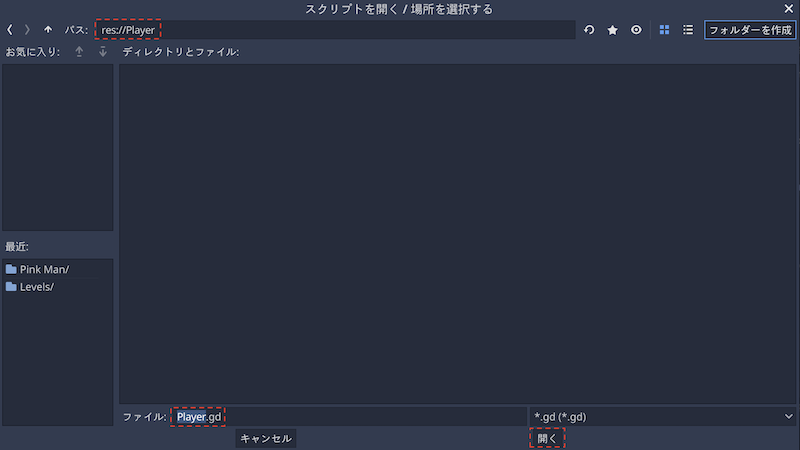 スクリプトを開く / 場所を選択する
パス: res://Player フォルダーを作成
お気に入り: ディレクトリとファイル:
最近:
Pink Man/
Levels/
ファイル: Player.gd *.gd (*.gd)
キャンセル 開く